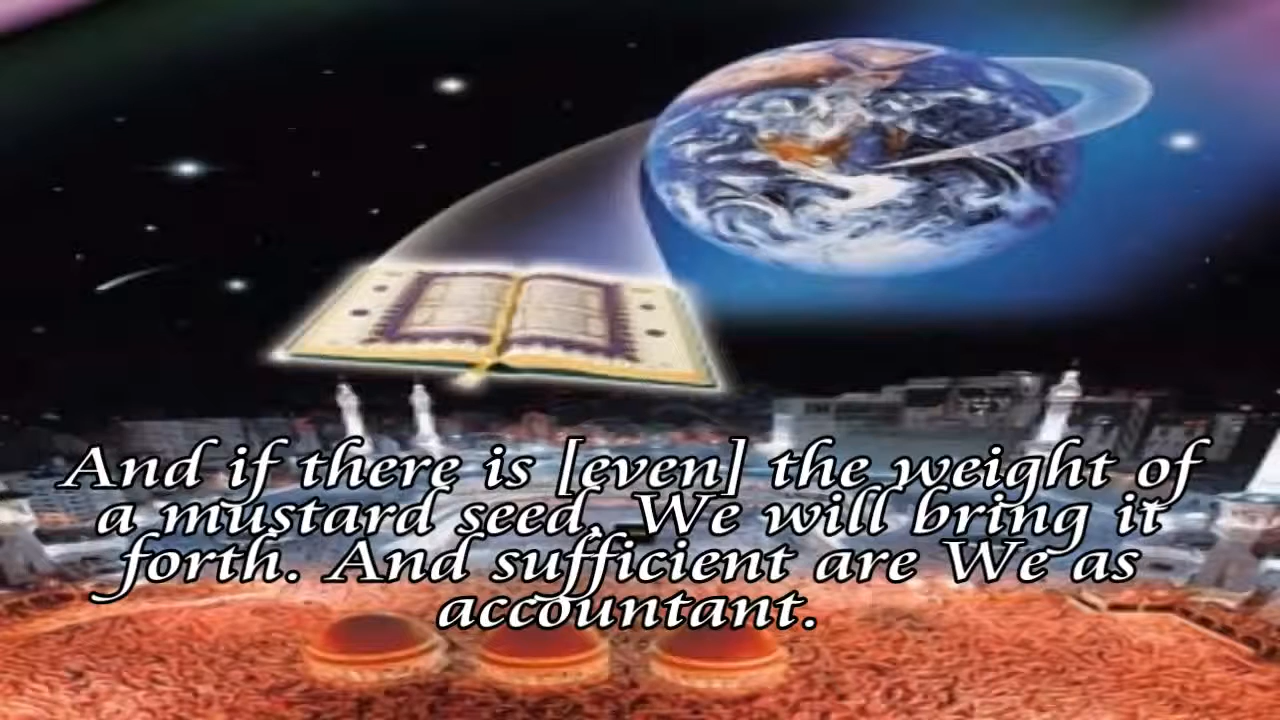 And if there is [even] the weight of
a mustard seed, We will bring it
forth. And sufficient are We as
accountant.